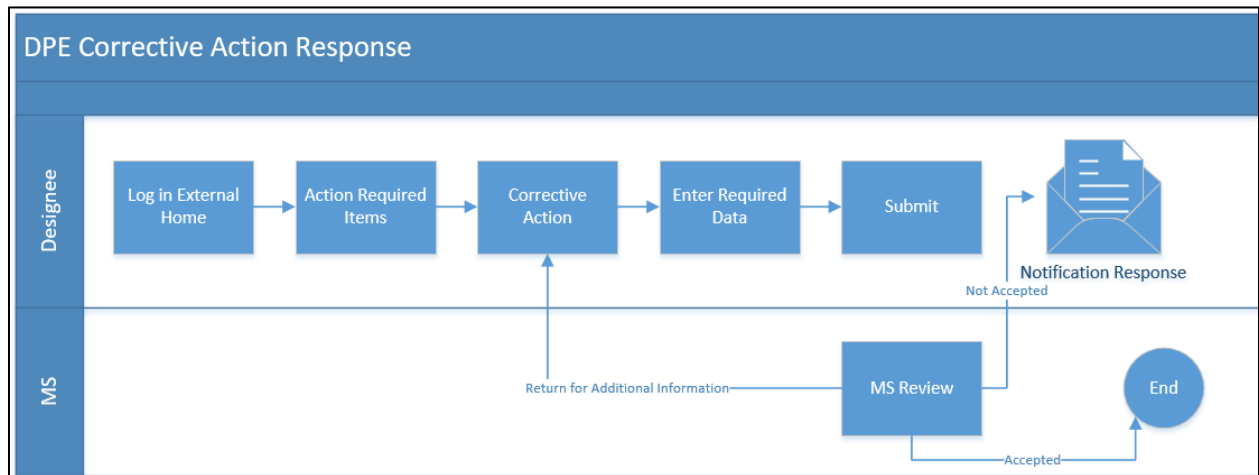 DPE Corrective Action Response
Designee
Log in External
Home
Action Required
Items
Corrective
Action
Enter Required
Data
Submit
Notification Response
Not Accepted
MS
Return for Additional Information
MS Review
End
Accepted